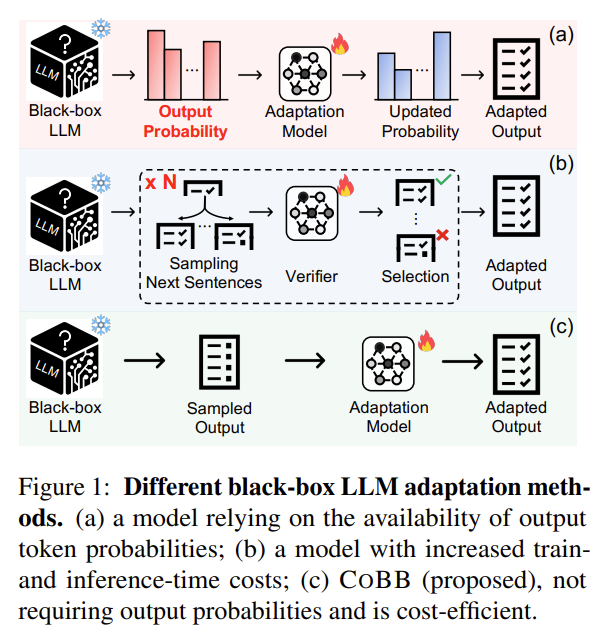 (a)
?
LLM
Black-box
LLM
Output
Probability
Adaptation
Model
Updated
Probability
Adapted
Output
(b)
x N
?
LLM
Black-box
LLM
Sampling
Next Sentences
Verifier
Selection
Adapted
Output
(c)
?
LLM
Black-box
LLM
Sampled
Output
Adaptation
Model
Adapted
Output
Figure 1: Different black-box LLM adaptation meth-
ods. (a) a model relying on the availability of output
token probabilities; (b) a model with increased train-
and inference-time costs; (c) COBB (proposed), not
requiring output probabilities and is cost-efficient.